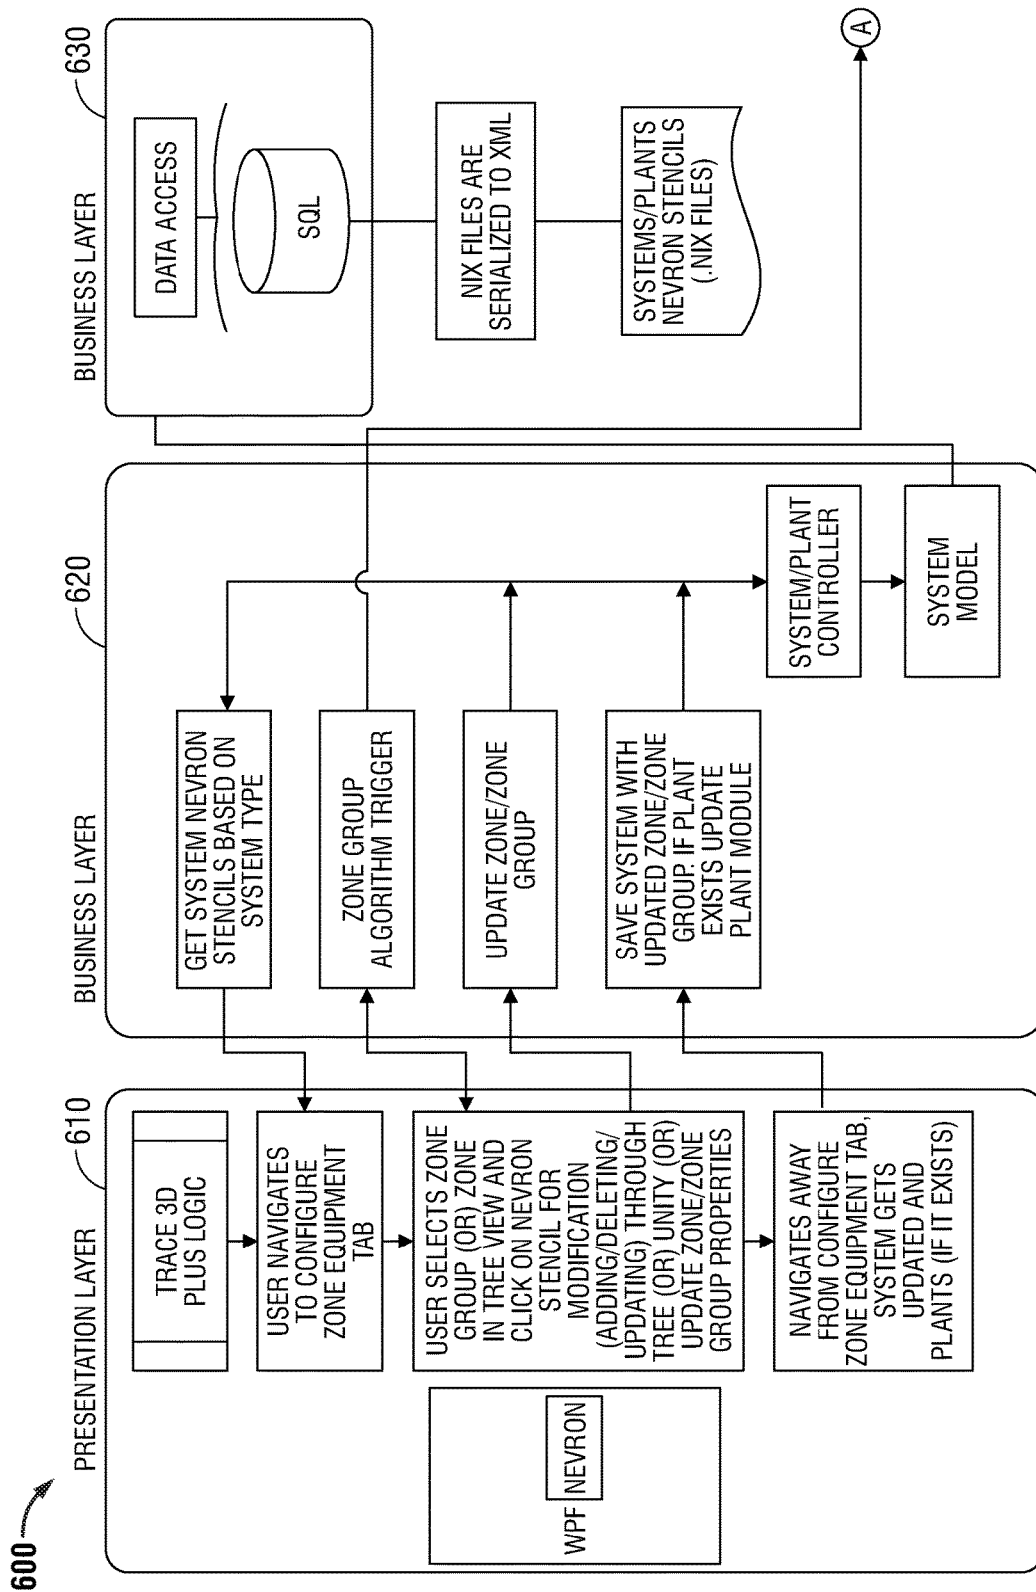 600
PRESENTATION LAYER
610
TRACE 3D
PLUS LOGIC
USER NAVIGATES
TO CONFIGURE
ZONE EQUIPMENT
TAB
USER SELECTS ZONE
GROUP (OR) ZONE
IN TREE VIEW AND
CLICK ON NEVRON
STENCIL FOR
MODIFICATION
(ADDING/DELETING/
UPDATING) THROUGH
TREE (OR) UNITY (OR)
UPDATE ZONE/ZONE
GROUP PROPERTIES
NAVIGATES AWAY
FROM CONFIGURE
ZONE EQUIPMENT TAB,
SYSTEM GETS
UPDATED AND
PLANTS (IF IT EXISTS)
WPF
NEVRON
BUSINESS LAYER
620
GET SYSTEM NEVRON
STENCILS BASED ON
SYSTEM TYPE
ZONE GROUP
ALGORITHM TRIGGER
UPDATE ZONE/ZONE
GROUP
SAVE SYSTEM WITH
UPDATED ZONE/ZONE
GROUP. IF PLANT
EXISTS UPDATE
PLANT MODULE
SYSTEM/PLANT
CONTROLLER
SYSTEM
MODEL
BUSINESS LAYER
630
DATA ACCESS
SQL
NIX FILES ARE
SERIALIZED TO XML
SYSTEMS/PLANTS
NEVRON STENCILS
(.NIX FILES)
A